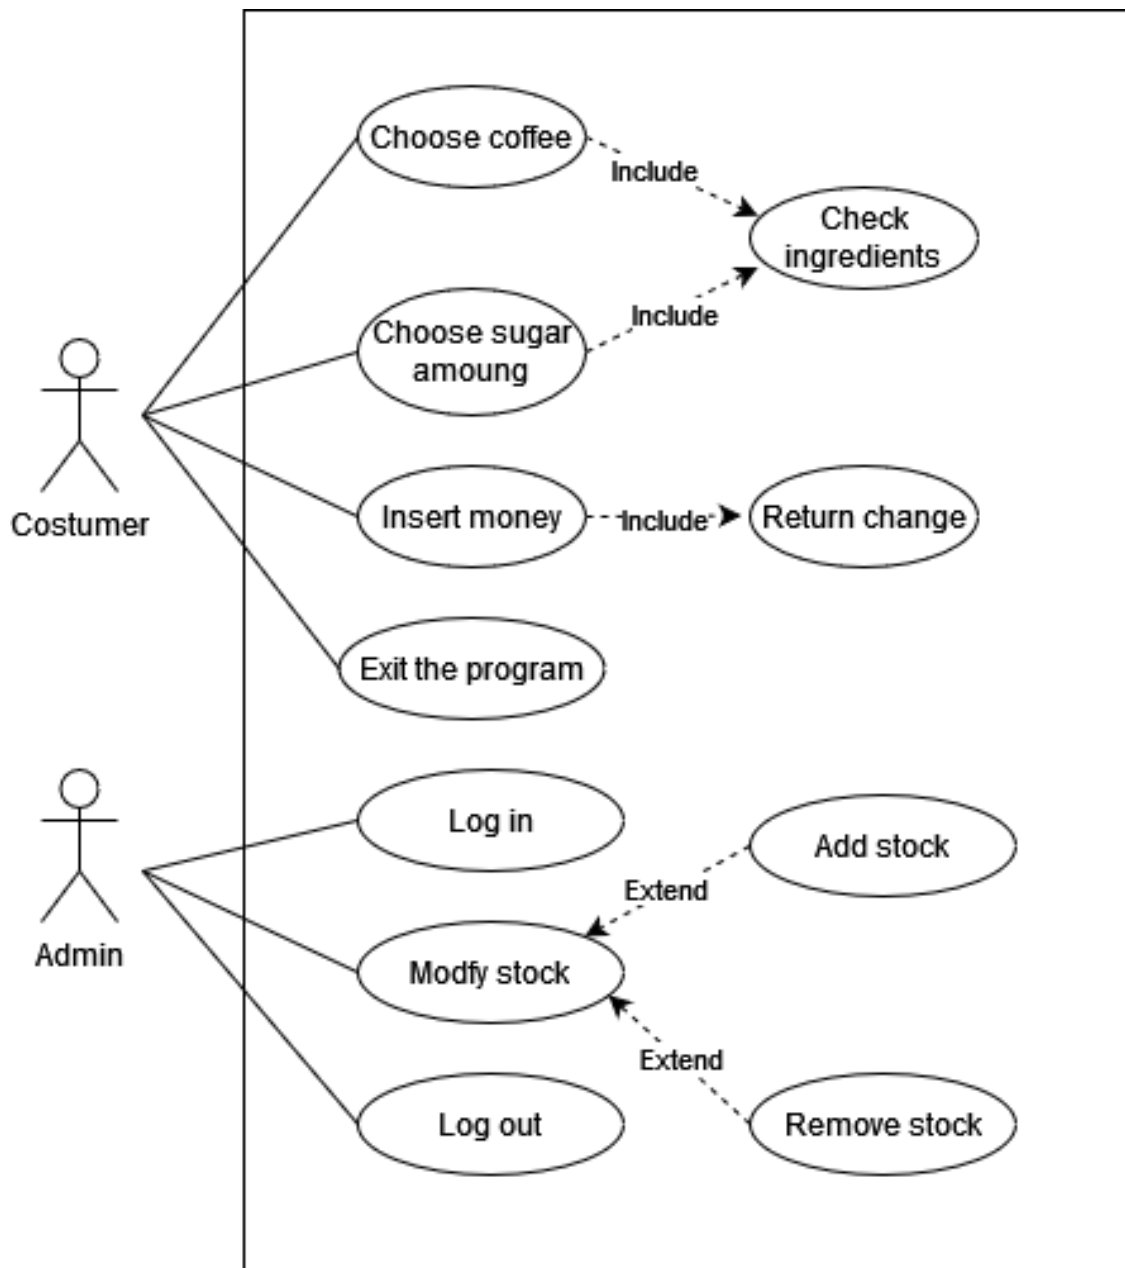 Choose coffee
Include
Check
ingredients
Choose sugar
amoung
Include
Costumer
Insert money
Include
Return change
Exit the program
Log in
Add stock
Extend
Admin
Modfy stock
Extend
Log out
Remove stock